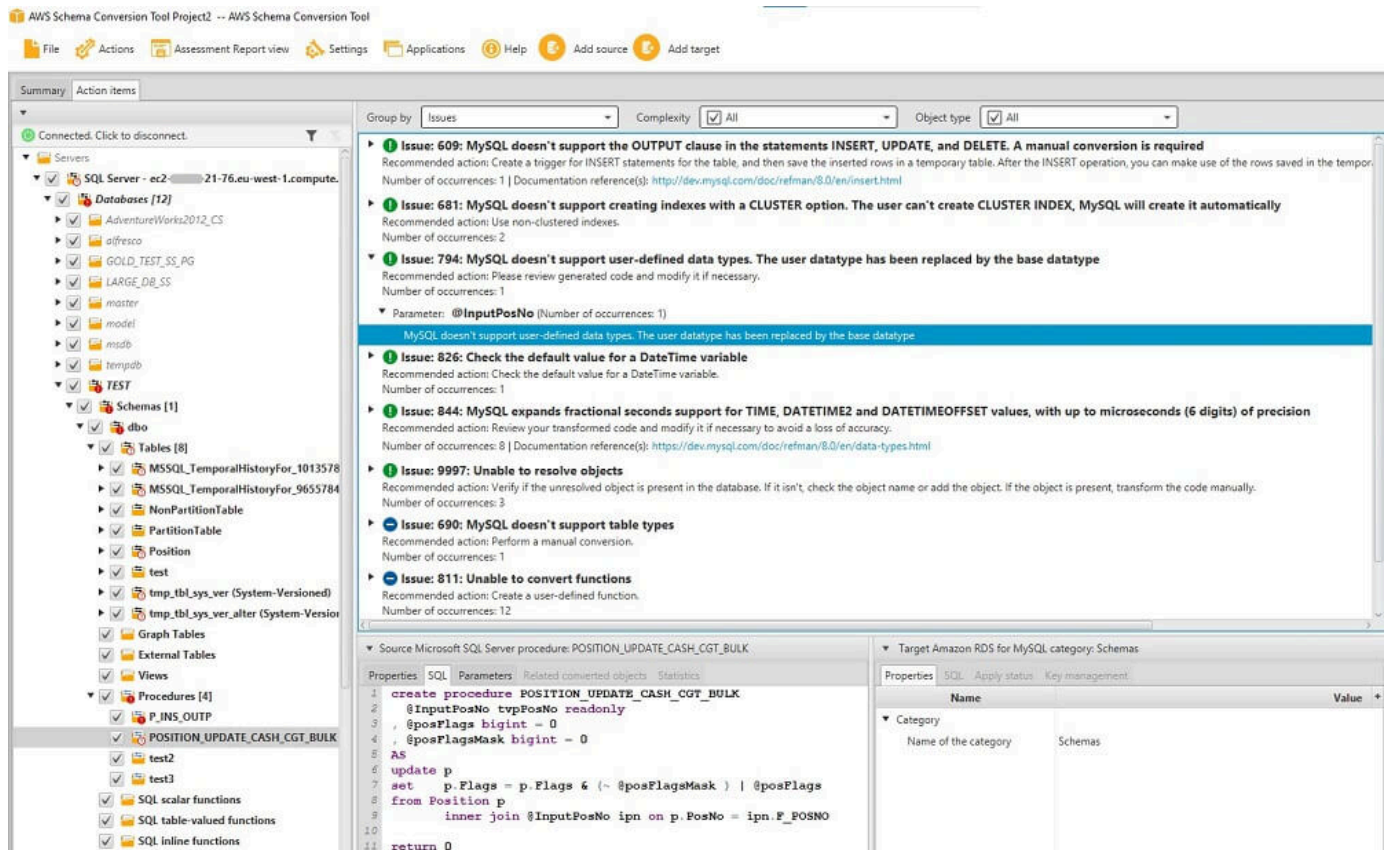 AWS Schema Conversion Tool Project2 -- AWS Schema Conversion Tool
File Actions Assessment Report view Settings Applications Help Add source Add target
Summary Action items
Connected. Click to disconnect.
Servers
SQL Server - ec2- 21-76.eu-west-1.compute.
Databases [12]
AdventureWorks2012_CS
alfresco
GOLD_TEST_SS_PG
LARGE_DB_SS
master
model
msdb
tempdb
TEST
Schemas [1]
dbo
Tables [8]
MSSQL_TemporalHistoryFor_1013578
MSSQL_TemporalHistoryFor_9655784
NonPartitionTable
PartitionTable
Position
test
tmp_tbl_sys_ver (System-Versioned)
tmp_tbl_sys_ver_alter (System-Version
Graph Tables
External Tables
Views
Procedures [4]
P_INS_OUTP
POSITION_UPDATE_CASH_CGT_BULK
test2
test3
SQL scalar functions
SQL table-valued functions
SQL inline functions
Group by Issues Complexity All Object type All
Issue: 609: MySQL doesn't support the OUTPUT clause in the statements INSERT, UPDATE, and DELETE. A manual conversion is required
Recommended action: Create a trigger for INSERT statements for the table, and then save the inserted rows in a temporary table. After the INSERT operation, you can make use of the rows saved in the tempor
Number of occurrences: 1 | Documentation reference(s): http://dev.mysql.com/doc/refman/8.0/en/insert.html
Issue: 681: MySQL doesn't support creating indexes with a CLUSTER option. The user can't create CLUSTER INDEX, MySQL will create it automatically
Recommended action: Use non-clustered indexes.
Number of occurrences: 2
Issue: 794: MySQL doesn't support user-defined data types. The user datatype has been replaced by the base datatype
Recommended action: Please review generated code and modify it if necessary.
Number of occurrences: 1
Parameter: @InputPosNo (Number of occurrences: 1)
MySQL doesn't support user-defined data types. The user datatype has been replaced by the base datatype
Issue: 826: Check the default value for a DateTime variable
Recommended action: Check the default value for a DateTime variable.
Number of occurrences: 1
Issue: 844: MySQL expands fractional seconds support for TIME, DATETIME2 and DATETIMEOFFSET values, with up to microseconds (6 digits) of precision
Recommended action: Review your transformed code and modify it if necessary to avoid a loss of accuracy.
Number of occurrences: 8 | Documentation reference(s): https://dev.mysql.com/doc/refman/8.0/en/data-types.html
Issue: 9997: Unable to resolve objects
Recommended action: Verify if the unresolved object is present in the database. If it isn't, check the object name or add the object. If the object is present, transform the code manually.
Number of occurrences: 3
Issue: 690: MySQL doesn't support table types
Recommended action: Perform a manual conversion.
Number of occurrences: 1
Issue: 811: Unable to convert functions
Recommended action: Create a user-defined function.
Number of occurrences: 12
Source Microsoft SQL Server procedure: POSITION_UPDATE_CASH_CGT_BULK
Properties SQL Parameters Related converted objects Statistics
1 create procedure POSITION_UPDATE_CASH_CGT_BULK
2 @InputPosNo tvpPosNo readonly
3 , @posFlags bigint = 0
4 , @posFlagsMask bigint = 0
5 AS
6 update p
7 set p.Flags = p.Flags & (~ @posFlagsMask ) | @posFlags
8 from Position p
9 inner join @InputPosNo ipn on p.PosNo = ipn.F_POSNO
10
11 return 0
Target Amazon RDS for MySQL category: Schemas
Properties SQL Apply status Key management
Name Value +
Category
Name of the category Schemas